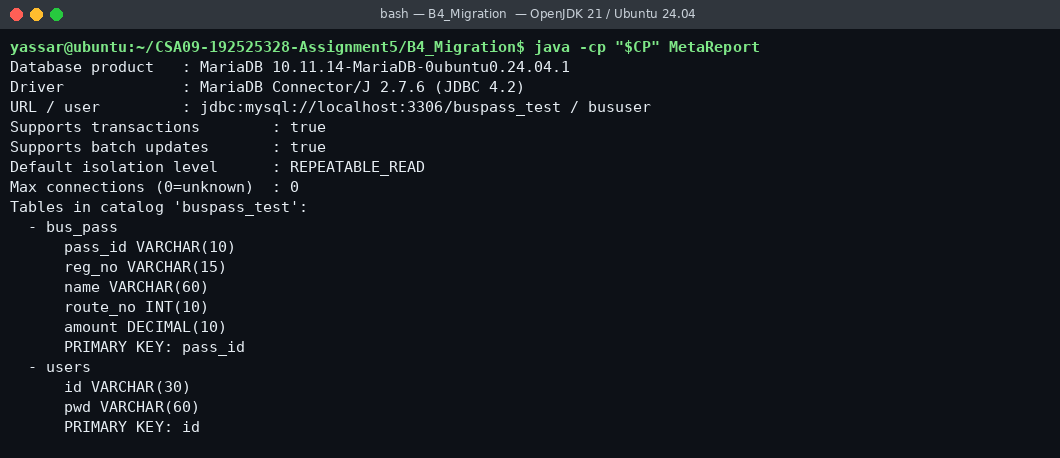 bash — B4_Migration — OpenJDK 21 / Ubuntu 24.04
yassar@ubuntu:~/CSA09-192525328-Assignment5/B4_Migration$ java -cp "$CP" MetaReport
Database product   : MariaDB 10.11.14-MariaDB-0ubuntu0.24.04.1
Driver             : MariaDB Connector/J 2.7.6 (JDBC 4.2)
URL / user         : jdbc:mysql://localhost:3306/buspass_test / bususer
Supports transactions        : true
Supports batch updates       : true
Default isolation level      : REPEATABLE_READ
Max connections (0=unknown)  : 0
Tables in catalog 'buspass_test':
  - bus_pass
      pass_id VARCHAR(10)
      reg_no VARCHAR(15)
      name VARCHAR(60)
      route_no INT(10)
      amount DECIMAL(10)
      PRIMARY KEY: pass_id
  - users
      id VARCHAR(30)
      pwd VARCHAR(60)
      PRIMARY KEY: id